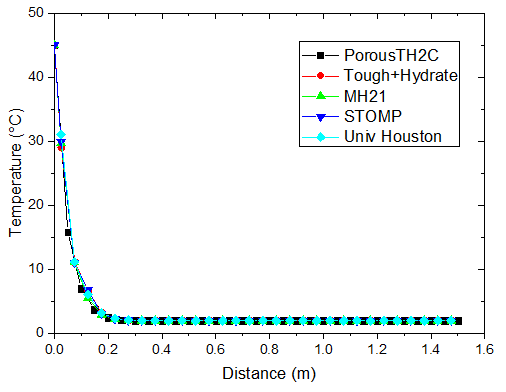 50
40
30
20
10
0
Temperature (°C)
PorousTH2C
Tough+Hydrate
MH21
STOMP
Univ Houston
0.0 0.2 0.4 0.6 0.8 1.0 1.2 1.4 1.6
Distance (m)